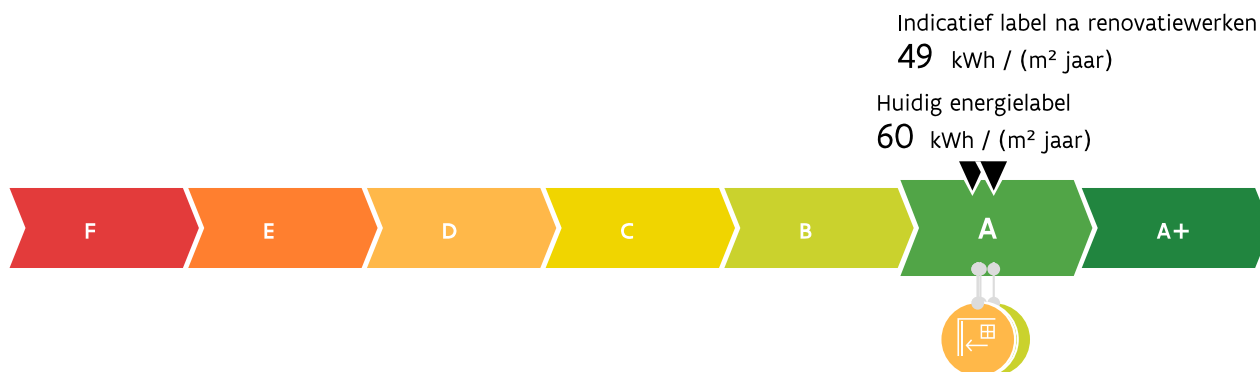 Indicatief label na renovatiewerken
49 kWh / (m² jaar)
Huidig energielabel
60 kWh / (m² jaar)
F E D C B A A+